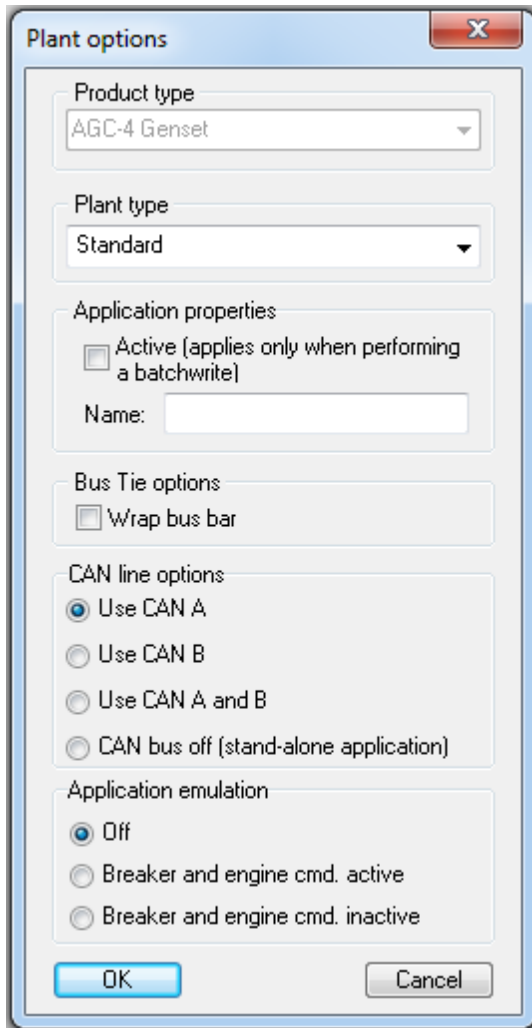 Plant options
Product type
AGC-4 Genset
Plant type
Standard
Application properties
Active (applies only when performing
a batchwrite)
Name:
Bus Tie options
Wrap bus bar
CAN line options
Use CAN A
Use CAN B
Use CAN A and B
CAN bus off (stand-alone application)
Application emulation
Off
Breaker and engine cmd. active
Breaker and engine cmd. inactive
OK Cancel